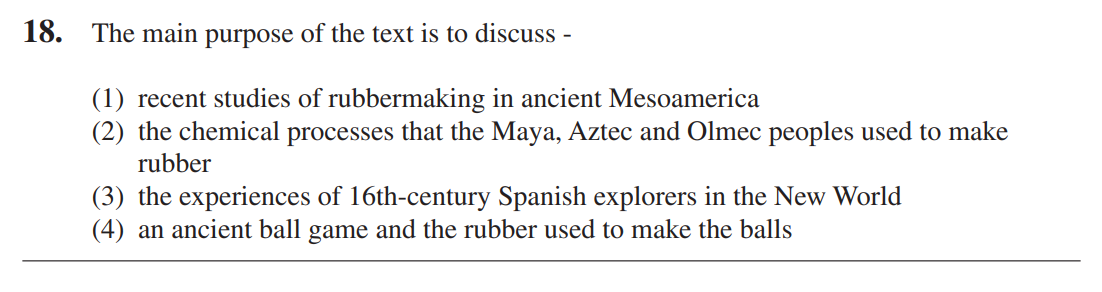 18. The main purpose of the text is to discuss -
(1) recent studies of rubbermaking in ancient Mesoamerica
(2) the chemical processes that the Maya, Aztec and Olmec peoples used to make
rubber
(3) the experiences of 16th-century Spanish explorers in the New World
(4) an ancient ball game and the rubber used to make the balls